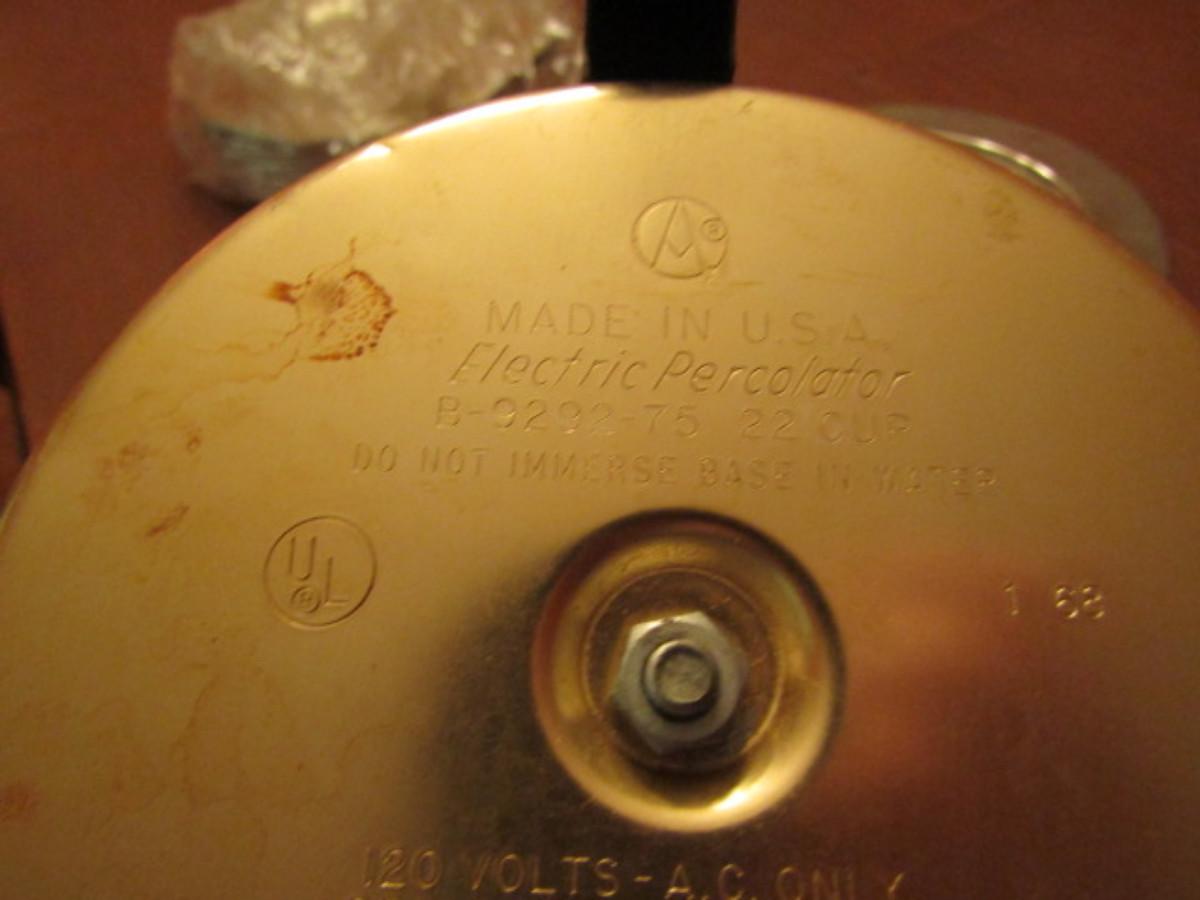 MADE IN U.S.A.
Electric Percolator
B-9292-75 22 CUP
DO NOT IMMERSE BASE IN WATER
UL
®
1 68
120 VOLTS-A.C. ONLY